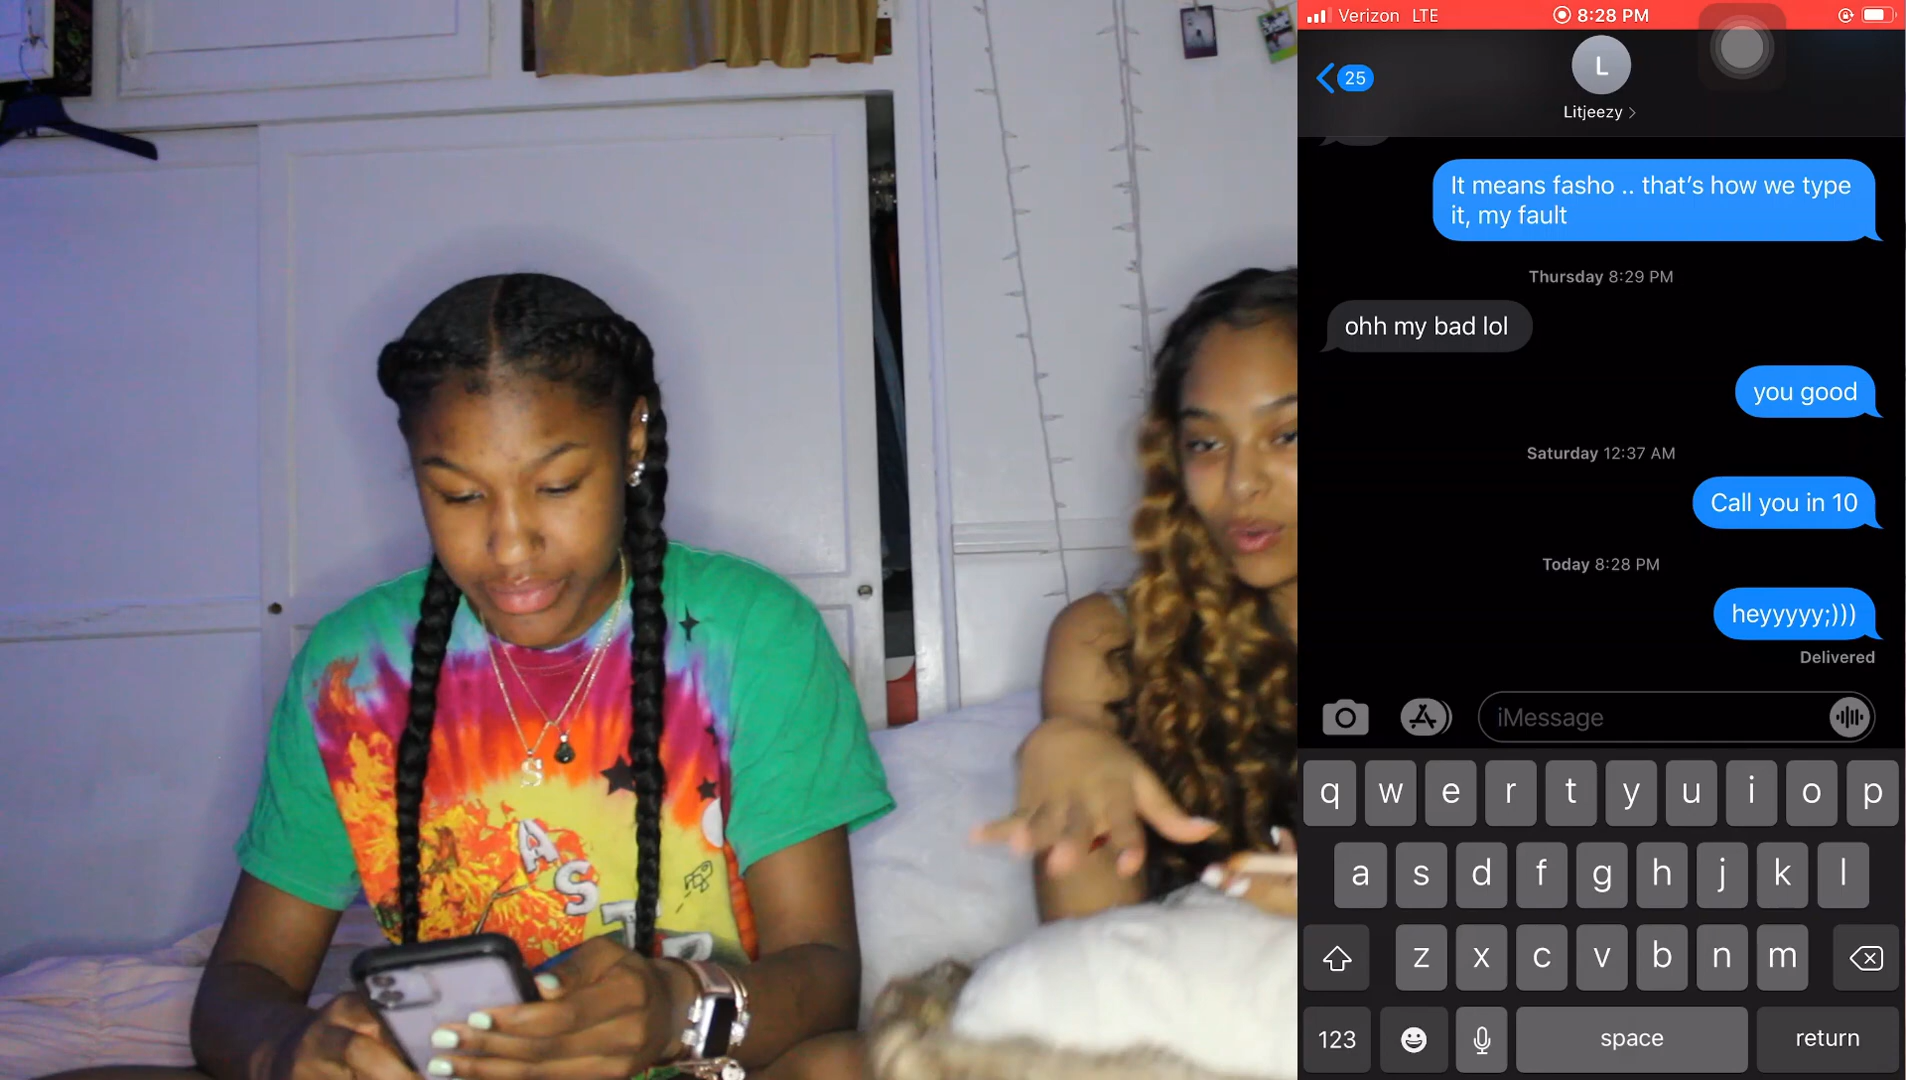 Verizon LTE
8:28 PM
25
L
Litjeezy
It means fasho .. that's how we type
it, my fault
Thursday 8:29 PM
ohh my bad lol
you good
Saturday 12:37 AM
Call you in 10
Today 8:28 PM
heyyyyy;)))
Delivered
iMessage
q w e r t y u i o p
a s d f g h j k l
z x c v b n m
123 space return
S
AST